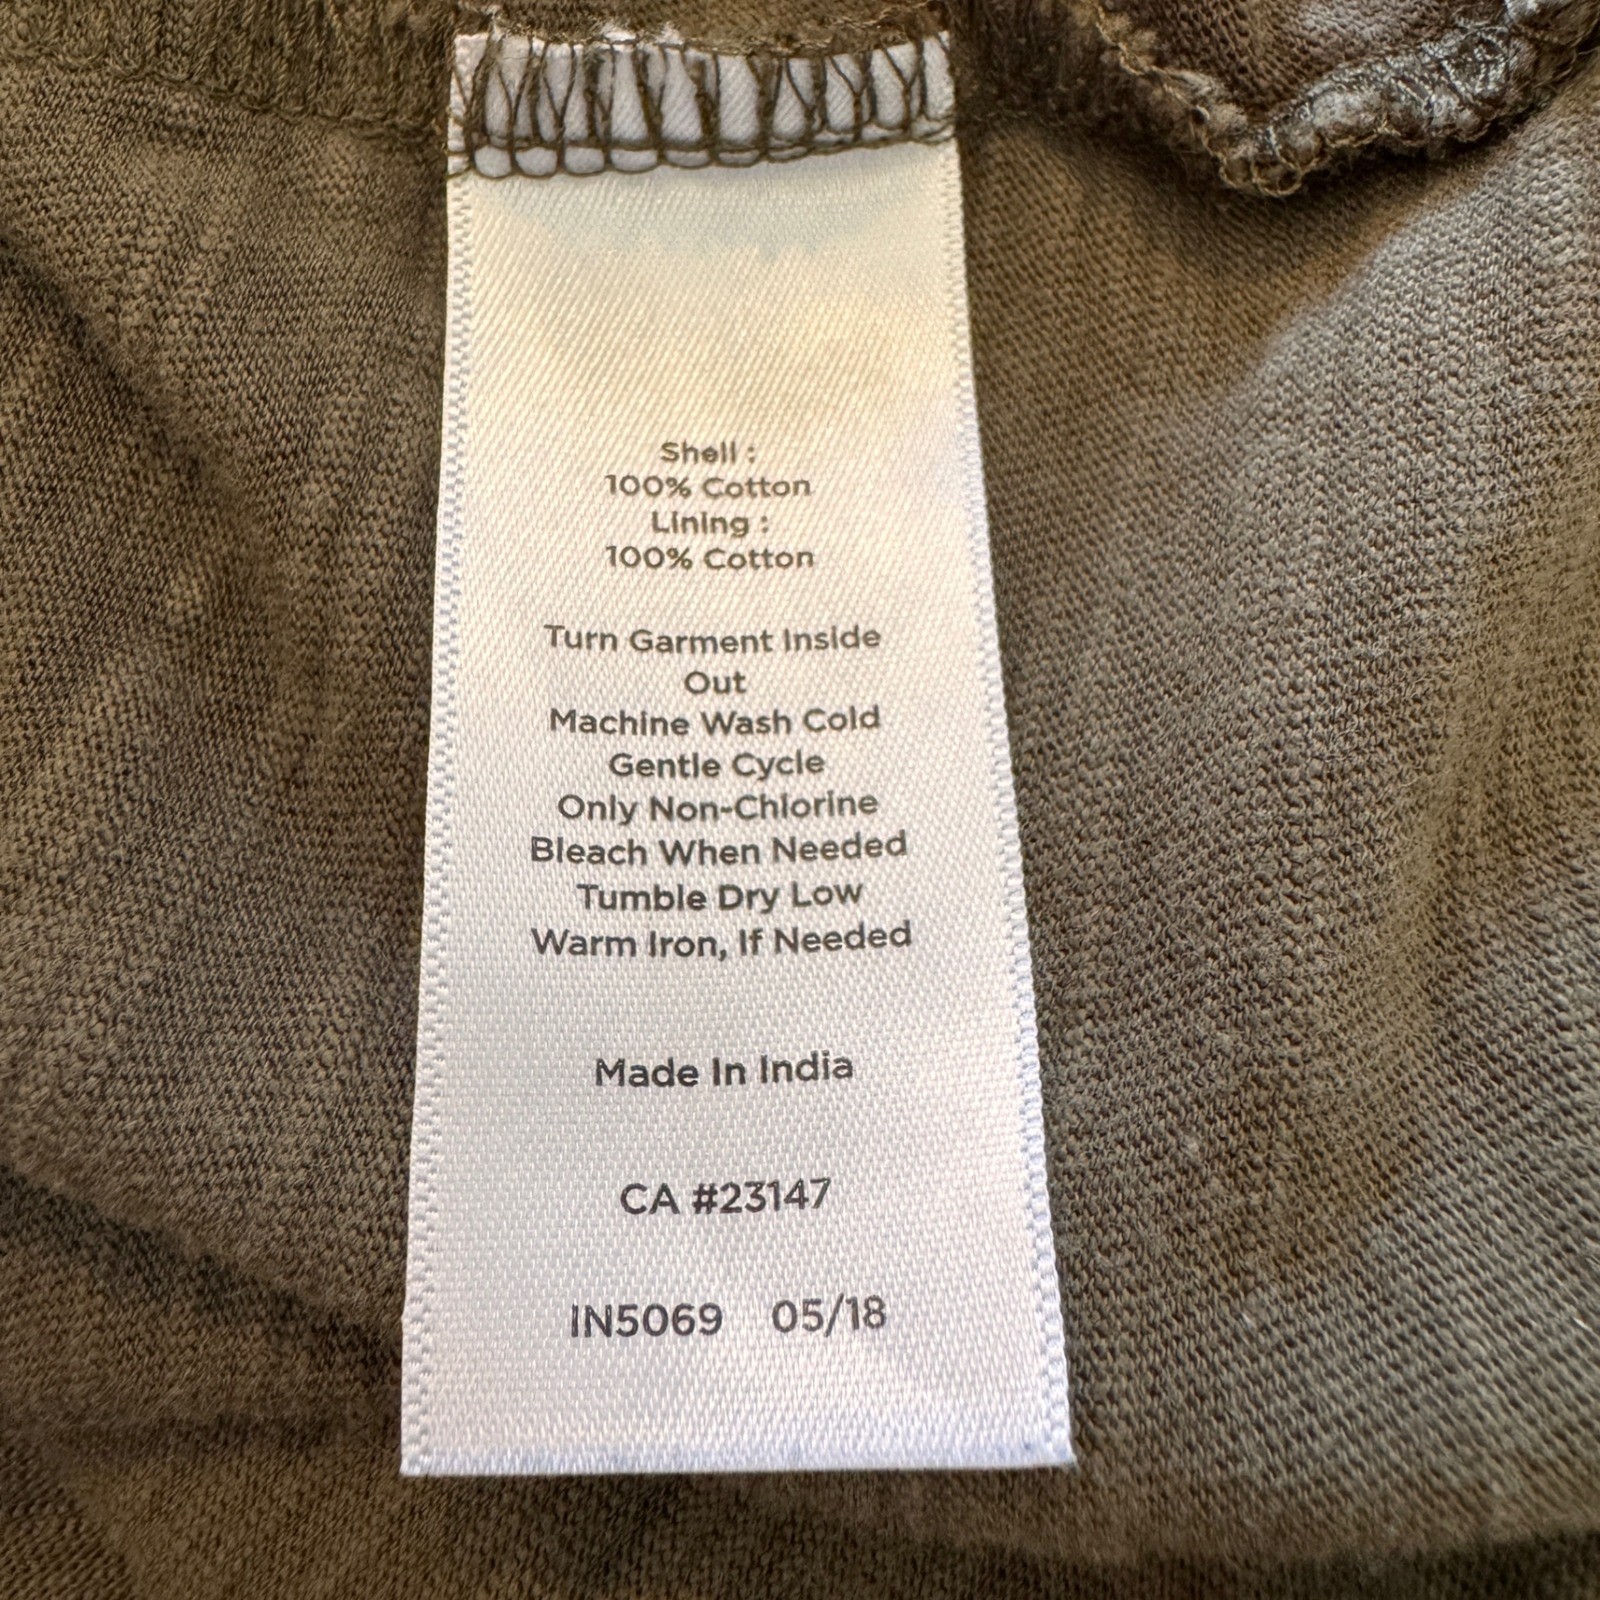 Shell :
100% Cotton
Lining :
100% Cotton
Turn Garment Inside
Out
Machine Wash Cold
Gentle Cycle
Only Non-Chlorine
Bleach When Needed
Tumble Dry Low
Warm Iron, If Needed
Made In India
CA #23147
IN5069 05/18